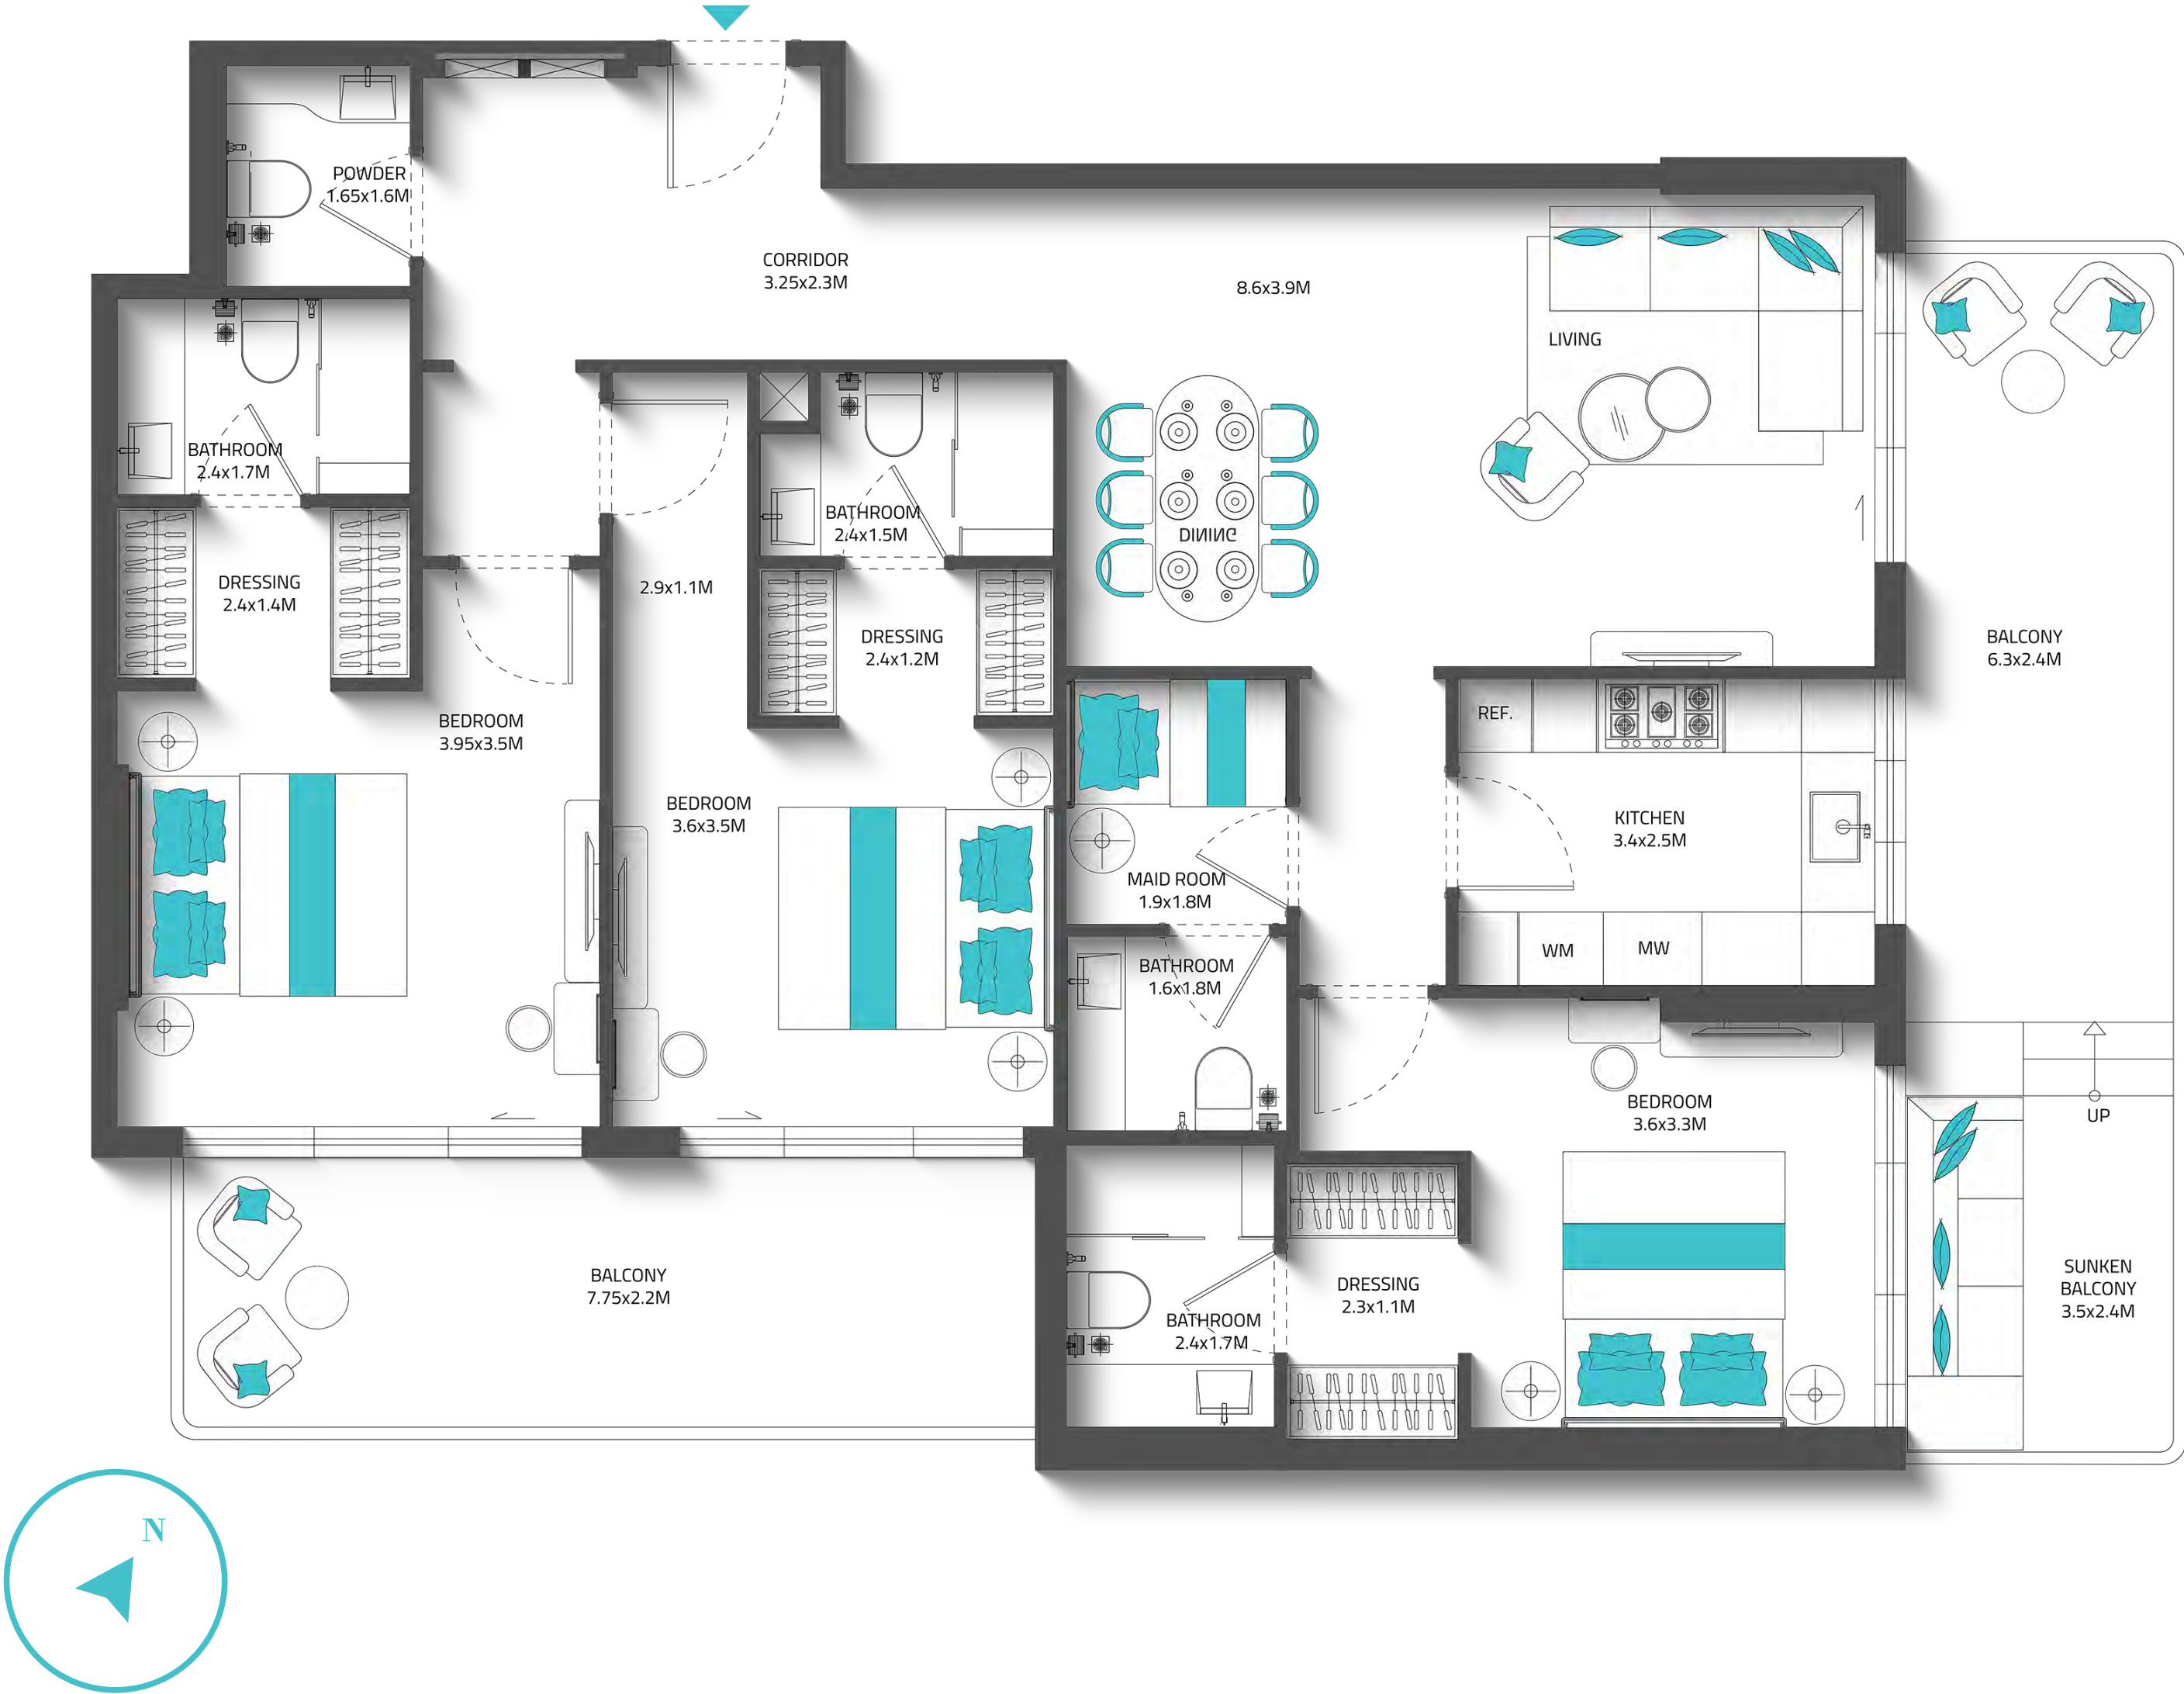 POWDER
1.65x1.6M
CORRIDOR
3.25x2.3M
8.6x3.9M
LIVING
BATHROOM
2.4x1.7M
BATHROOM
2.4x1.5M
DINING
DRESSING
2.4x1.4M
2.9x1.1M
DRESSING
2.4x1.2M
BALCONY
6.3x2.4M
BEDROOM
3.95x3.5M
REF.
BEDROOM
3.6x3.5M
KITCHEN
3.4x2.5M
MAID ROOM
1.9x1.8M
WM
MW
BATHROOM
1.6x1.8M
BEDROOM
3.6x3.3M
UP
BALCONY
7.75x2.2M
DRESSING
2.3x1.1M
SUNKEN
BALCONY
3.5x2.4M
BATHROOM
2.4x1.7M
N